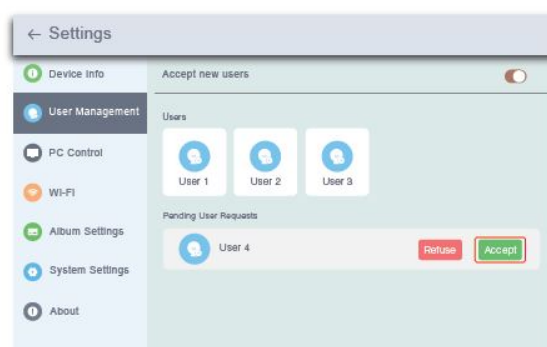 ← Settings
Device Info
User Management
PC Control
Wi-Fi
Album Settings
System Settings
About
Accept new users
Users
User 1 User 2 User 3
Pending User Requests
User 4 Refuse Accept